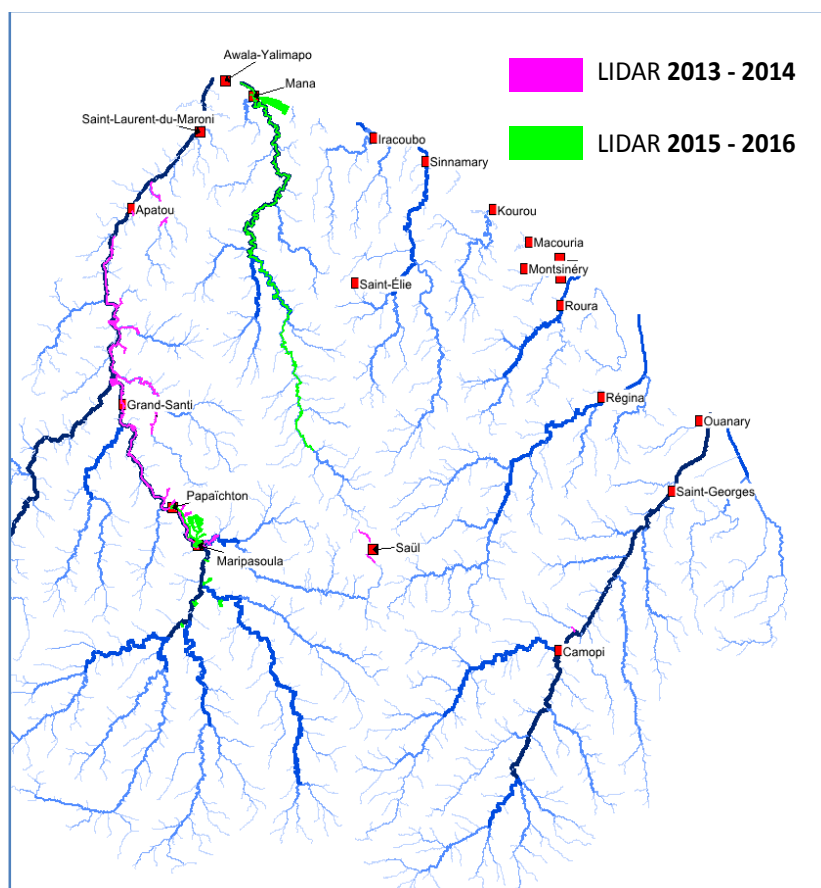 Awala-Yalimapo
Mana
LIDAR 2013 - 2014
Saint-Laurent-du-Maroni
Iracoubo
LIDAR 2015 - 2016
Sinnamary
Apatou
Kourou
Macouria
Montsinéry
Saint-Élie
Roura
Régina
Grand-Santi
Ouanary
Saint-Georges
Papaïchton
Saül
Maripasoula
Camopi